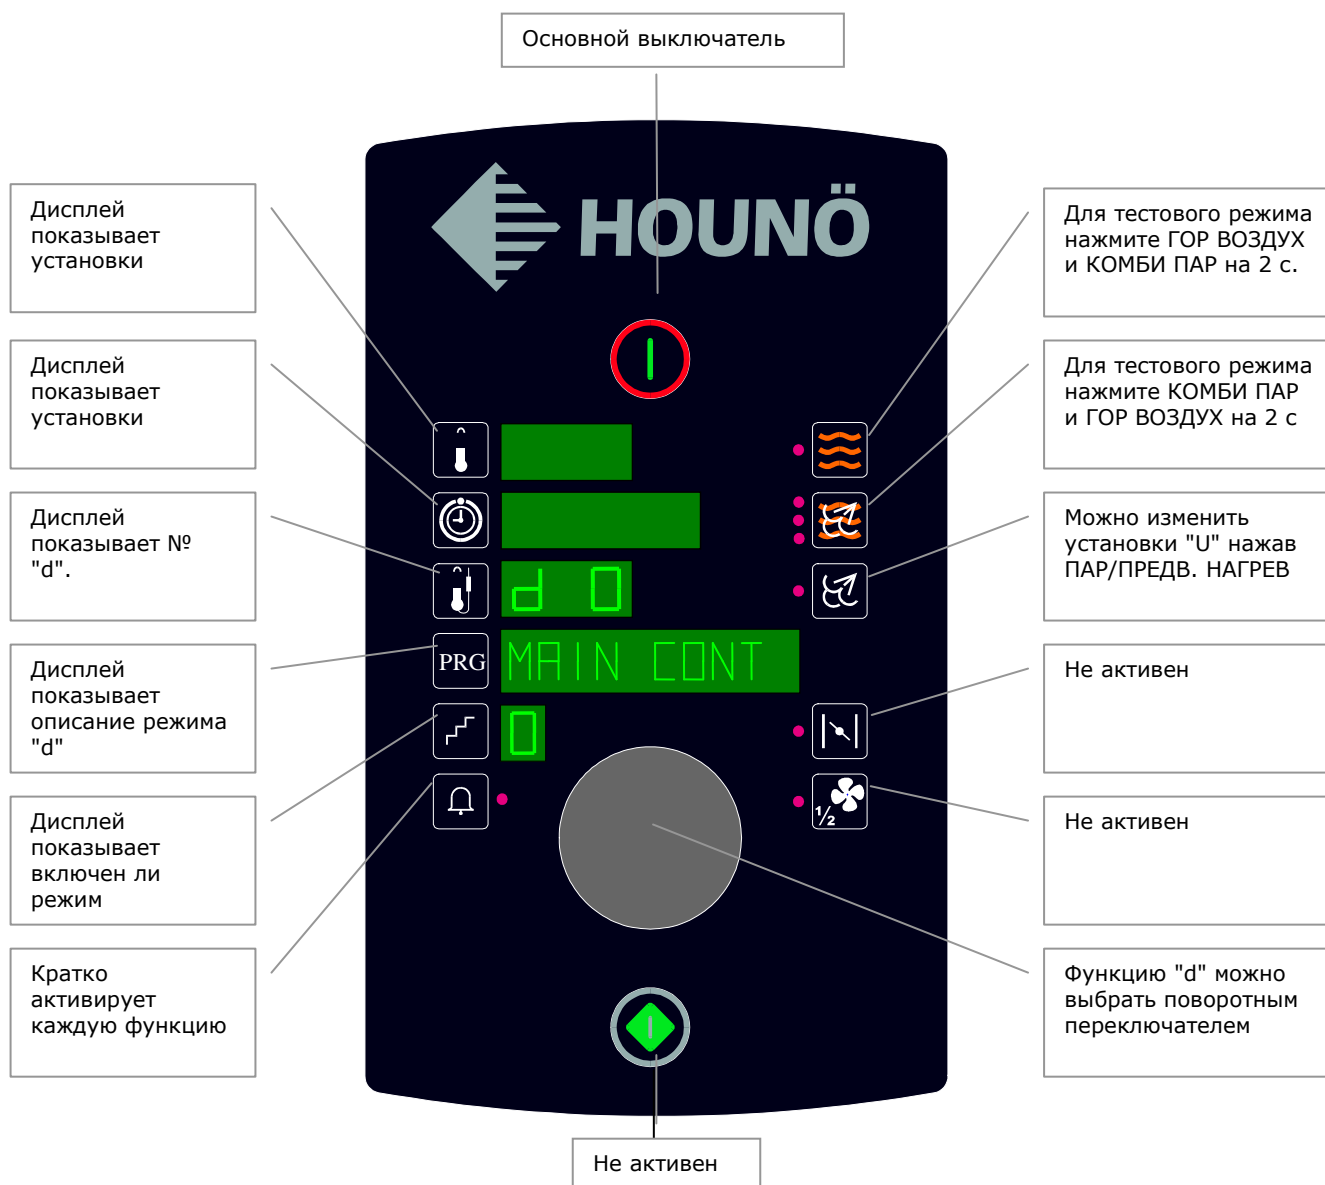 Основной выключатель
Дисплей
показывает
установки
Дисплей
показывает
установки
Дисплей
показывает №
"d".
Дисплей
показывает
описание режима
"d"
Дисплей
показывает
включен ли
режим
Кратко
активирует
каждую функцию
HOUNÖ
d 0
PRG
MAIN CONT
0
1/2
Для тестового режима
нажмите ГОР ВОЗДУХ
и КОМБИ ПАР на 2 с.
Для тестового режима
нажмите КОМБИ ПАР
и ГОР ВОЗДУХ на 2 с
Можно изменить
установки "U" нажав
ПАР/ПРЕДВ. НАГРЕВ
Не активен
Не активен
Функцию "d" можно
выбрать поворотным
переключателем
Не активен